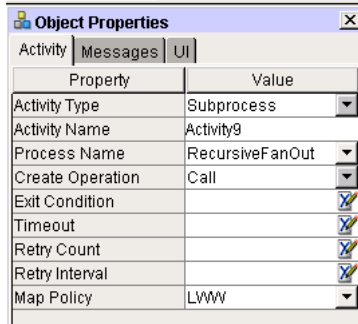 Object Properties
Activity Messages UI
Property Value
Activity Type Subprocess
Activity Name Activity9
Process Name RecursiveFanOut
Create Operation Call
Exit Condition
Timeout
Retry Count
Retry Interval
Map Policy LWW